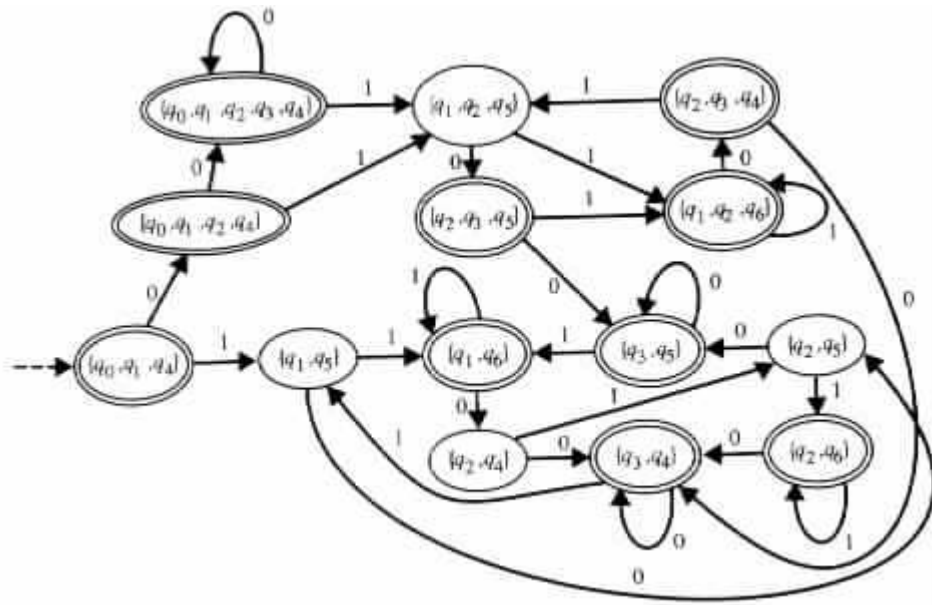 0
{q0 ,q1 ,q2 ,q3 ,q4}
1
{q1 ,q2 ,q5}
1
{q2 ,q3 ,q4}
0
1
0
1
0
{q0 ,q1 ,q2 ,q4}
{q2 ,q3 ,q5}
1
{q1 ,q2 ,q6}
1
0
1
0
0
0
{q0 ,q1 ,q4}
1
{q1 ,q5}
1
{q1 ,q6}
1
{q3 ,q5}
0
{q2 ,q5}
0
1
1
1
{q2 ,q4}
0
{q3 ,q4}
0
{q2 ,q6}
0
1
0